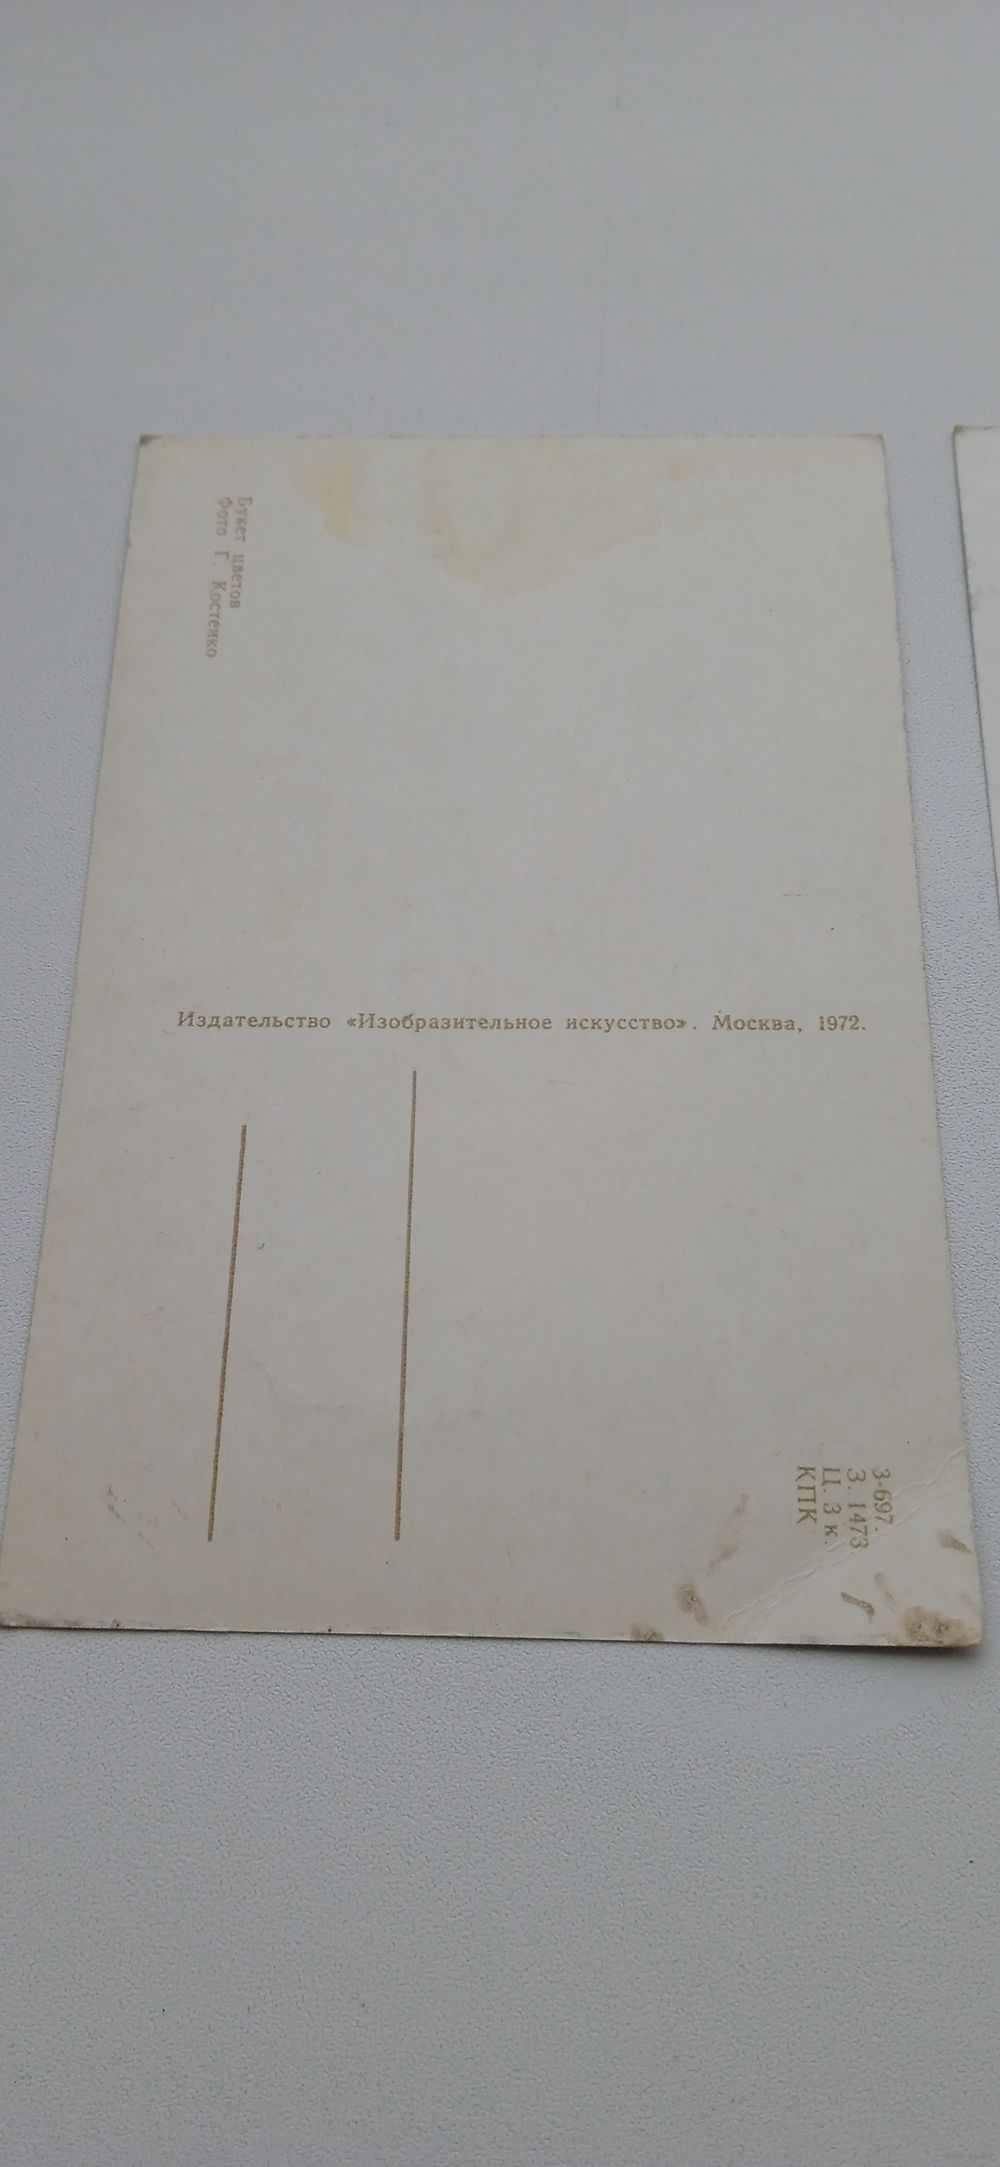 Букет цветов
Фото Г. Костенко
Издательство «Изобразительное искусство». Москва, 1972.
3-697.
З. 1473
Ц. 3 к.
КПК